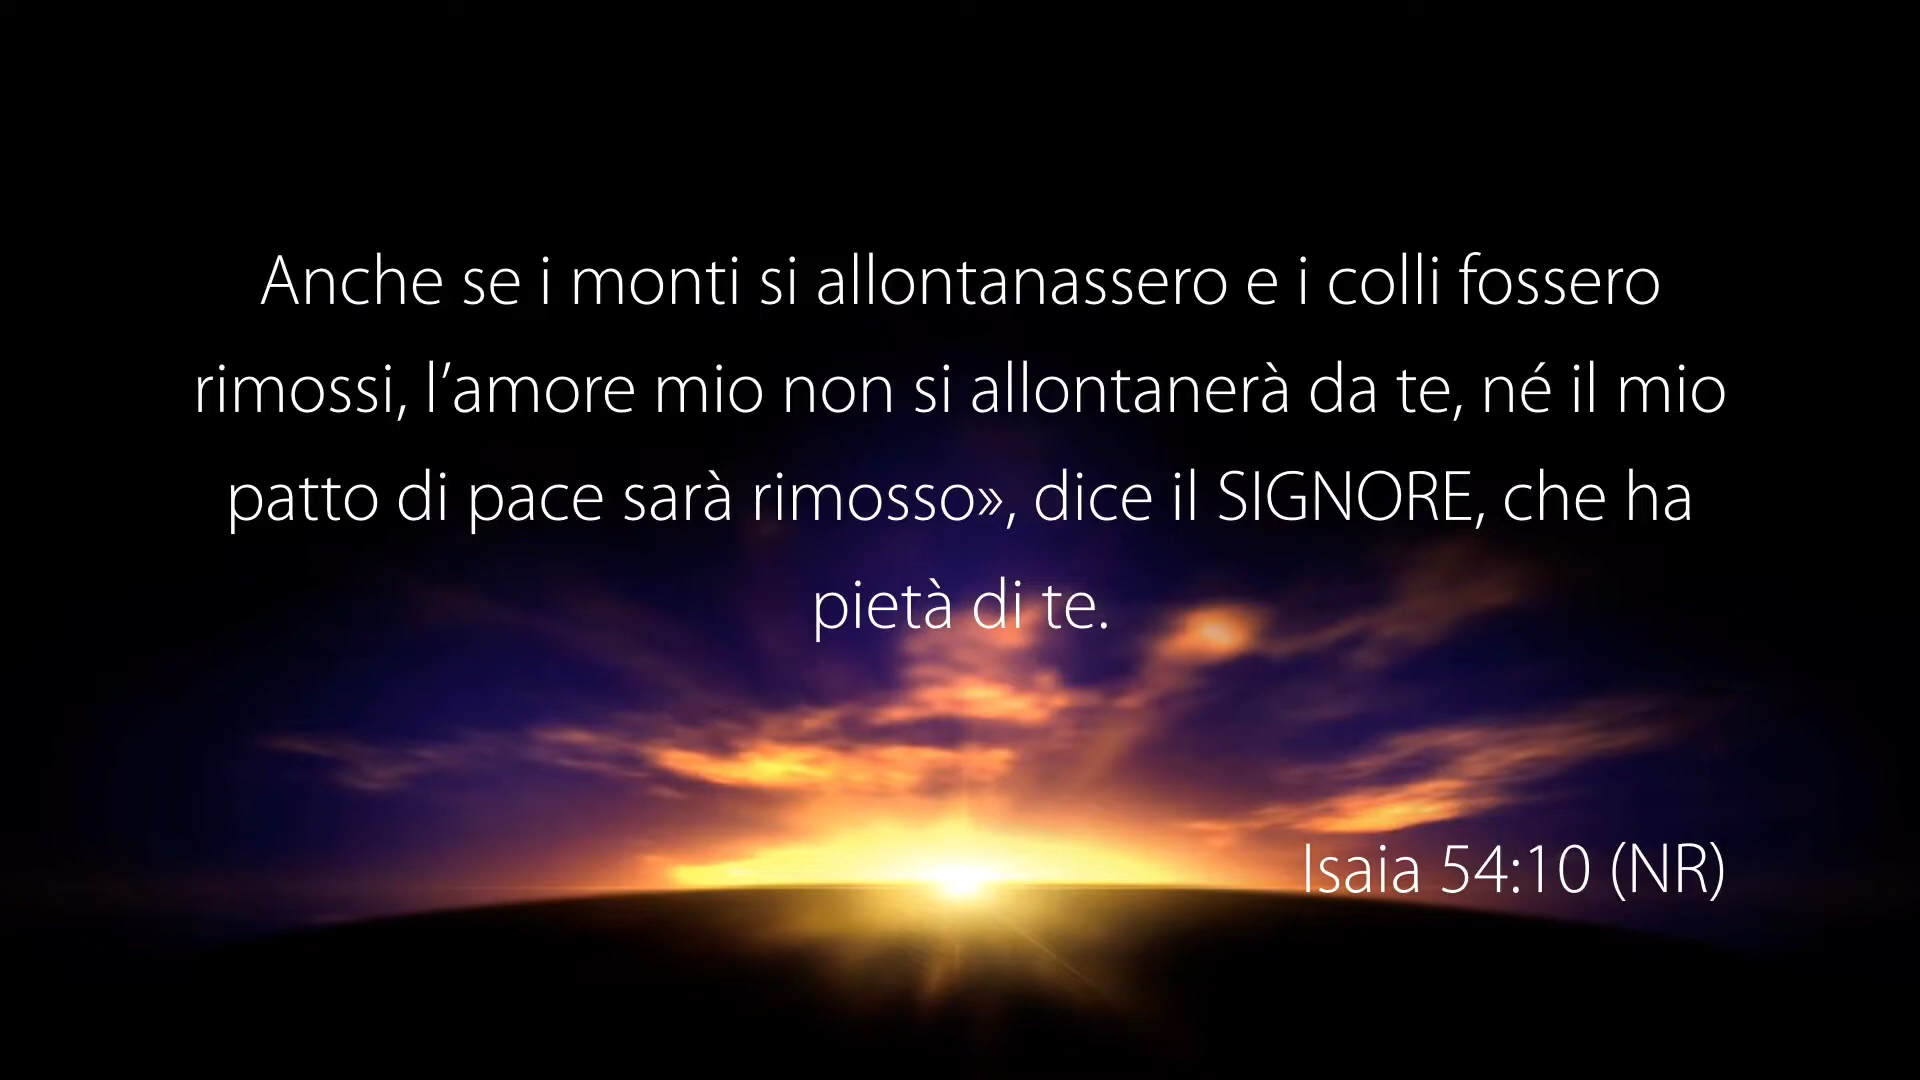 Anche se i monti si allontanassero e i colli fossero
rimossi, l’amore mio non si allontanerà da te, né il mio
patto di pace sarà rimosso», dice il SIGNORE, che ha
pietà di te.
Isaia 54:10 (NR)